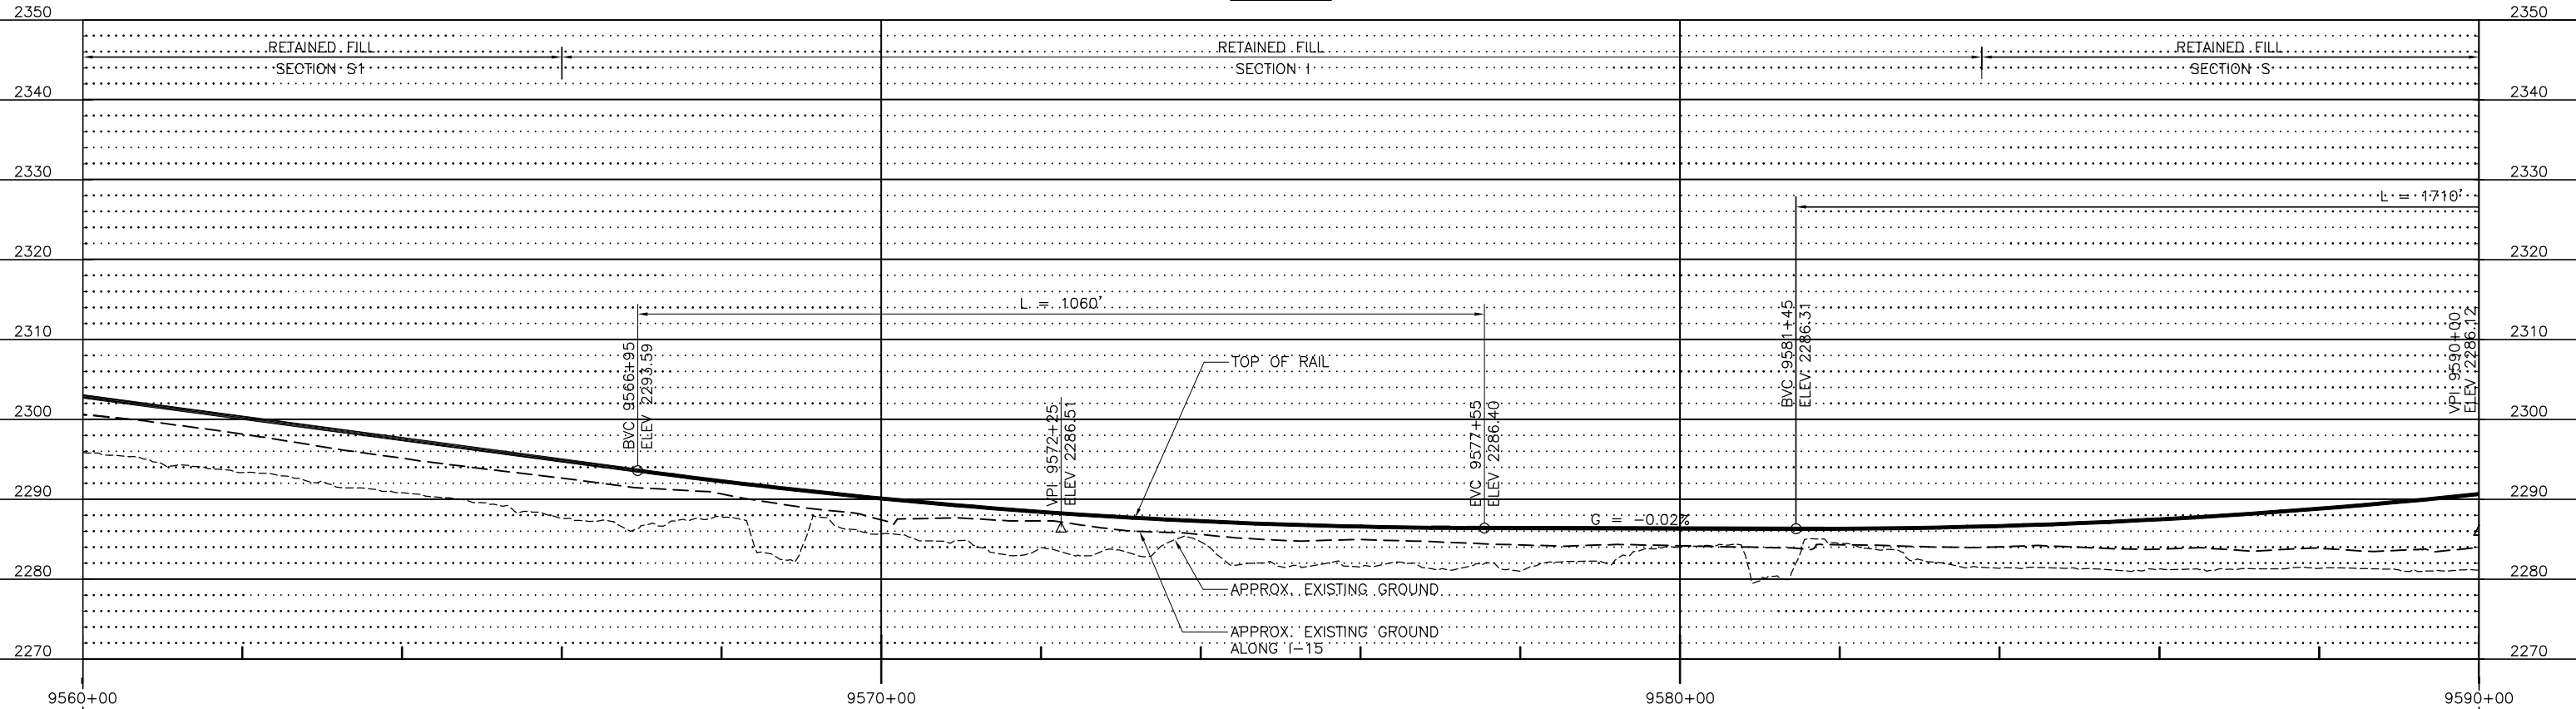 2350
2350
RETAINED FILL
SECTION S1
RETAINED FILL
SECTION I
RETAINED FILL
SECTION S
2340
2340
2330
2330
L = 1710'
2320
2320
L = 1060'
2310
2310
BVC 9566+95
ELEV 2293.59
VPI 9572+25
ELEV 2286.51
TOP OF RAIL
EVC 9577+55
ELEV 2286.40
BVC 9581+45
ELEV 2286.31
VPI 9590+00
ELEV 2286.12
2300
2300
2290
2290
G = -0.02%
2280
2280
APPROX. EXISTING GROUND
APPROX. EXISTING GROUND
ALONG I-15
2270
2270
9560+00
9570+00
9580+00
9590+00